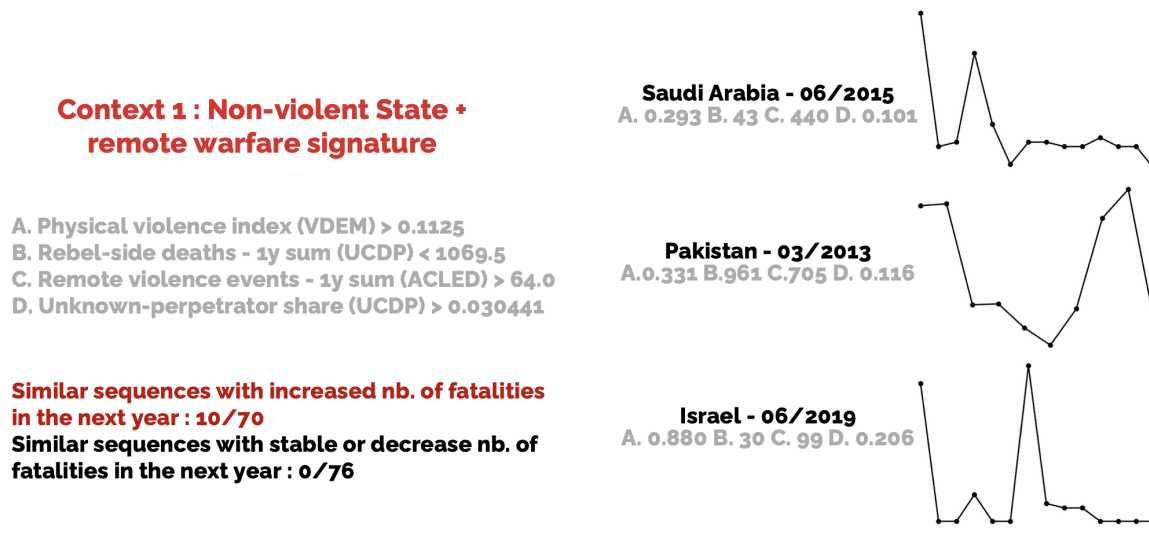 Context 1 : Non-violent State +
remote warfare signature
A. Physical violence index (VDEM) > 0.1125
B. Rebel-side deaths - 1y sum (UCDP) < 1069.5
C. Remote violence events - 1y sum (ACLED) > 64.0
D. Unknown-perpetrator share (UCDP) > 0.030441
Similar sequences with increased nb. of fatalities
in the next year : 10/70
Similar sequences with stable or decrease nb. of
fatalities in the next year : 0/76
Saudi Arabia - 06/2015
A. 0.293 B. 43 C. 440 D. 0.101
Pakistan - 03/2013
A.0.331 B.961 C.705 D. 0.116
Israel - 06/2019
A. 0.880 B. 30 C. 99 D. 0.206